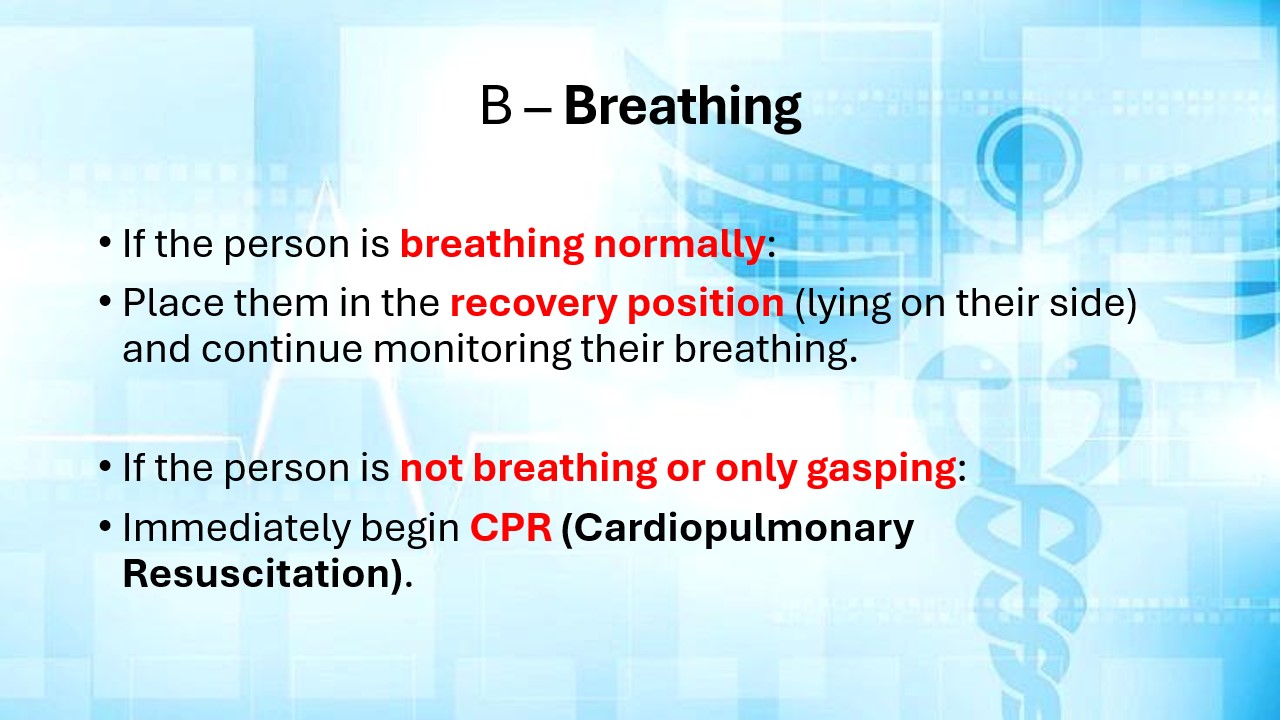 B – Breathing
• If the person is breathing normally:
• Place them in the recovery position (lying on their side)
and continue monitoring their breathing.
• If the person is not breathing or only gasping:
• Immediately begin CPR (Cardiopulmonary
Resuscitation).